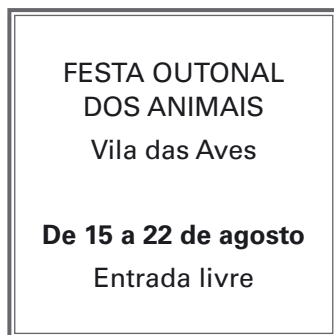 FESTA OUTONAL
DOS ANIMAIS
Vila das Aves
De 15 a 22 de agosto
Entrada livre